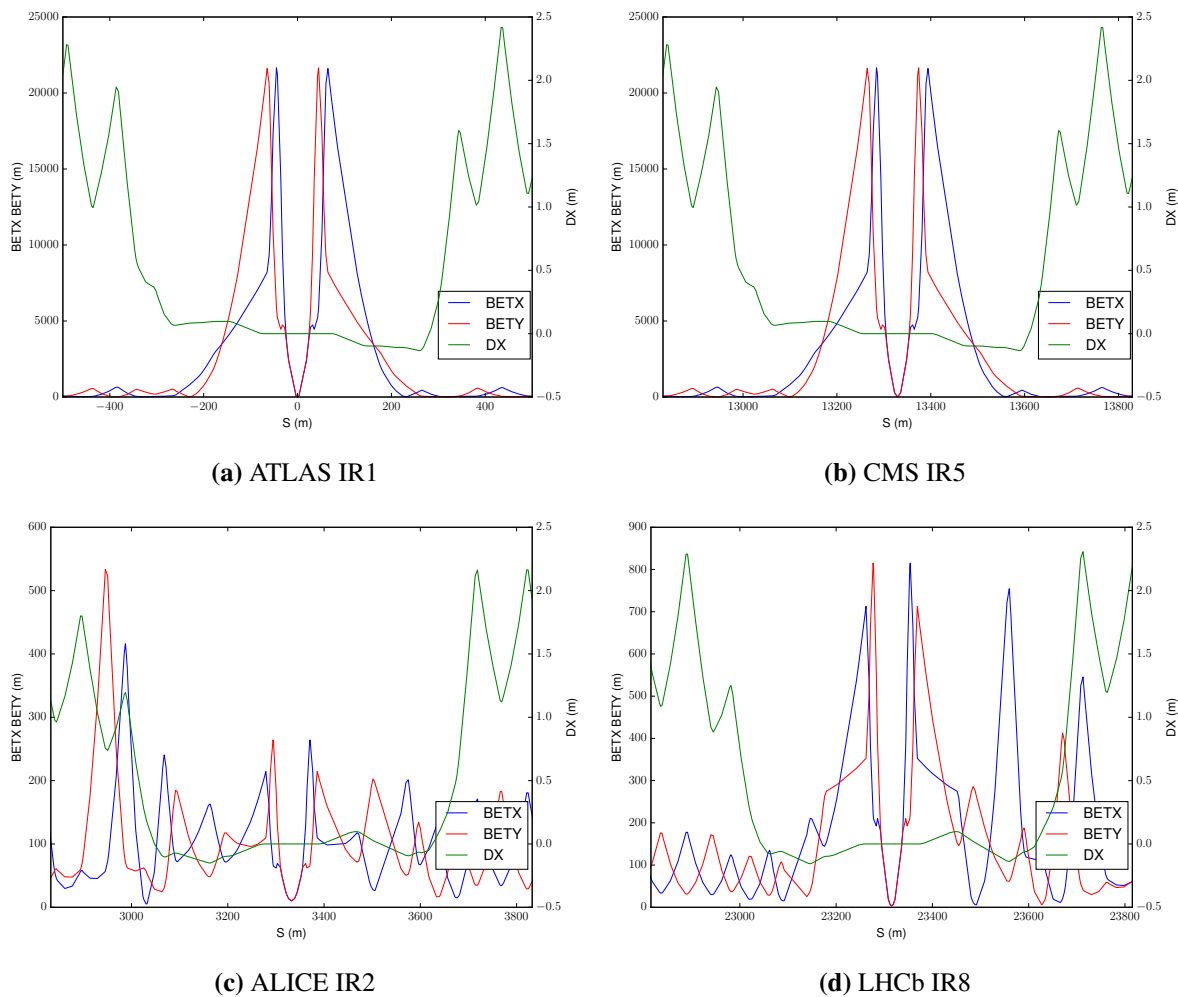 25000
20000
15000
10000
5000
0
BETX BETY (m)
2.5
2.0
1.5
1.0
0.5
0.0
−0.5
DX (m)
−400 −200 0 200 400
S (m)
BETX
BETY
DX
(a) ATLAS IR1
25000
20000
15000
10000
5000
0
BETX BETY (m)
2.5
2.0
1.5
1.0
0.5
0.0
−0.5
DX (m)
13000 13200 13400 13600 13800
S (m)
BETX
BETY
DX
(b) CMS IR5
600
500
400
300
200
100
0
BETX BETY (m)
2.5
2.0
1.5
1.0
0.5
0.0
−0.5
DX (m)
3000 3200 3400 3600 3800
S (m)
BETX
BETY
DX
(c) ALICE IR2
900
800
700
600
500
400
300
200
100
0
BETX BETY (m)
2.5
2.0
1.5
1.0
0.5
0.0
−0.5
DX (m)
23000 23200 23400 23600 23800
S (m)
BETX
BETY
DX
(d) LHCb IR8